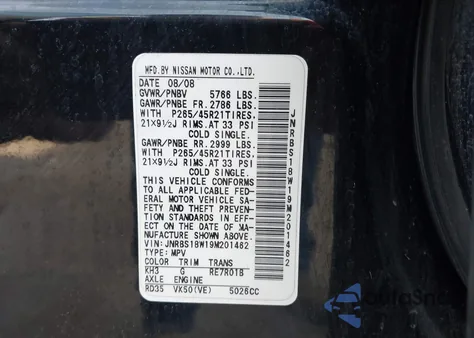 MFD.BY NISSAN MOTOR CO.,LTD.
DATE 08/08
GVWR/PNBV 5766 LBS.
GAWR/PNBE FR. 2786 LBS.
WITH P265/45R21TIRES.
21X9½J RIMS.AT 33 PSI
COLD SINGLE.
GAWR/PNBE RR. 2999 LBS.
WITH P265/45R21TIRES.
21X9½J RIMS.AT 33 PSI
COLD SINGLE.
THIS VEHICLE CONFORMS
TO ALL APPLICABLE FED-
ERAL MOTOR VEHICLE SA-
FETY AND THEFT PREVEN-
TION STANDARDS IN EFF-
ECT ON THE DATE OF MA-
NUFACTURE SHOWN ABOVE
VIN:JNRBS18W19M201462
TYPE:MPV
COLOR TRIM TRANS
KH3 G RE7R01B
AXLE ENGINE
RD35 VK50(VE) 5026CC
JNRBS18W19M201462